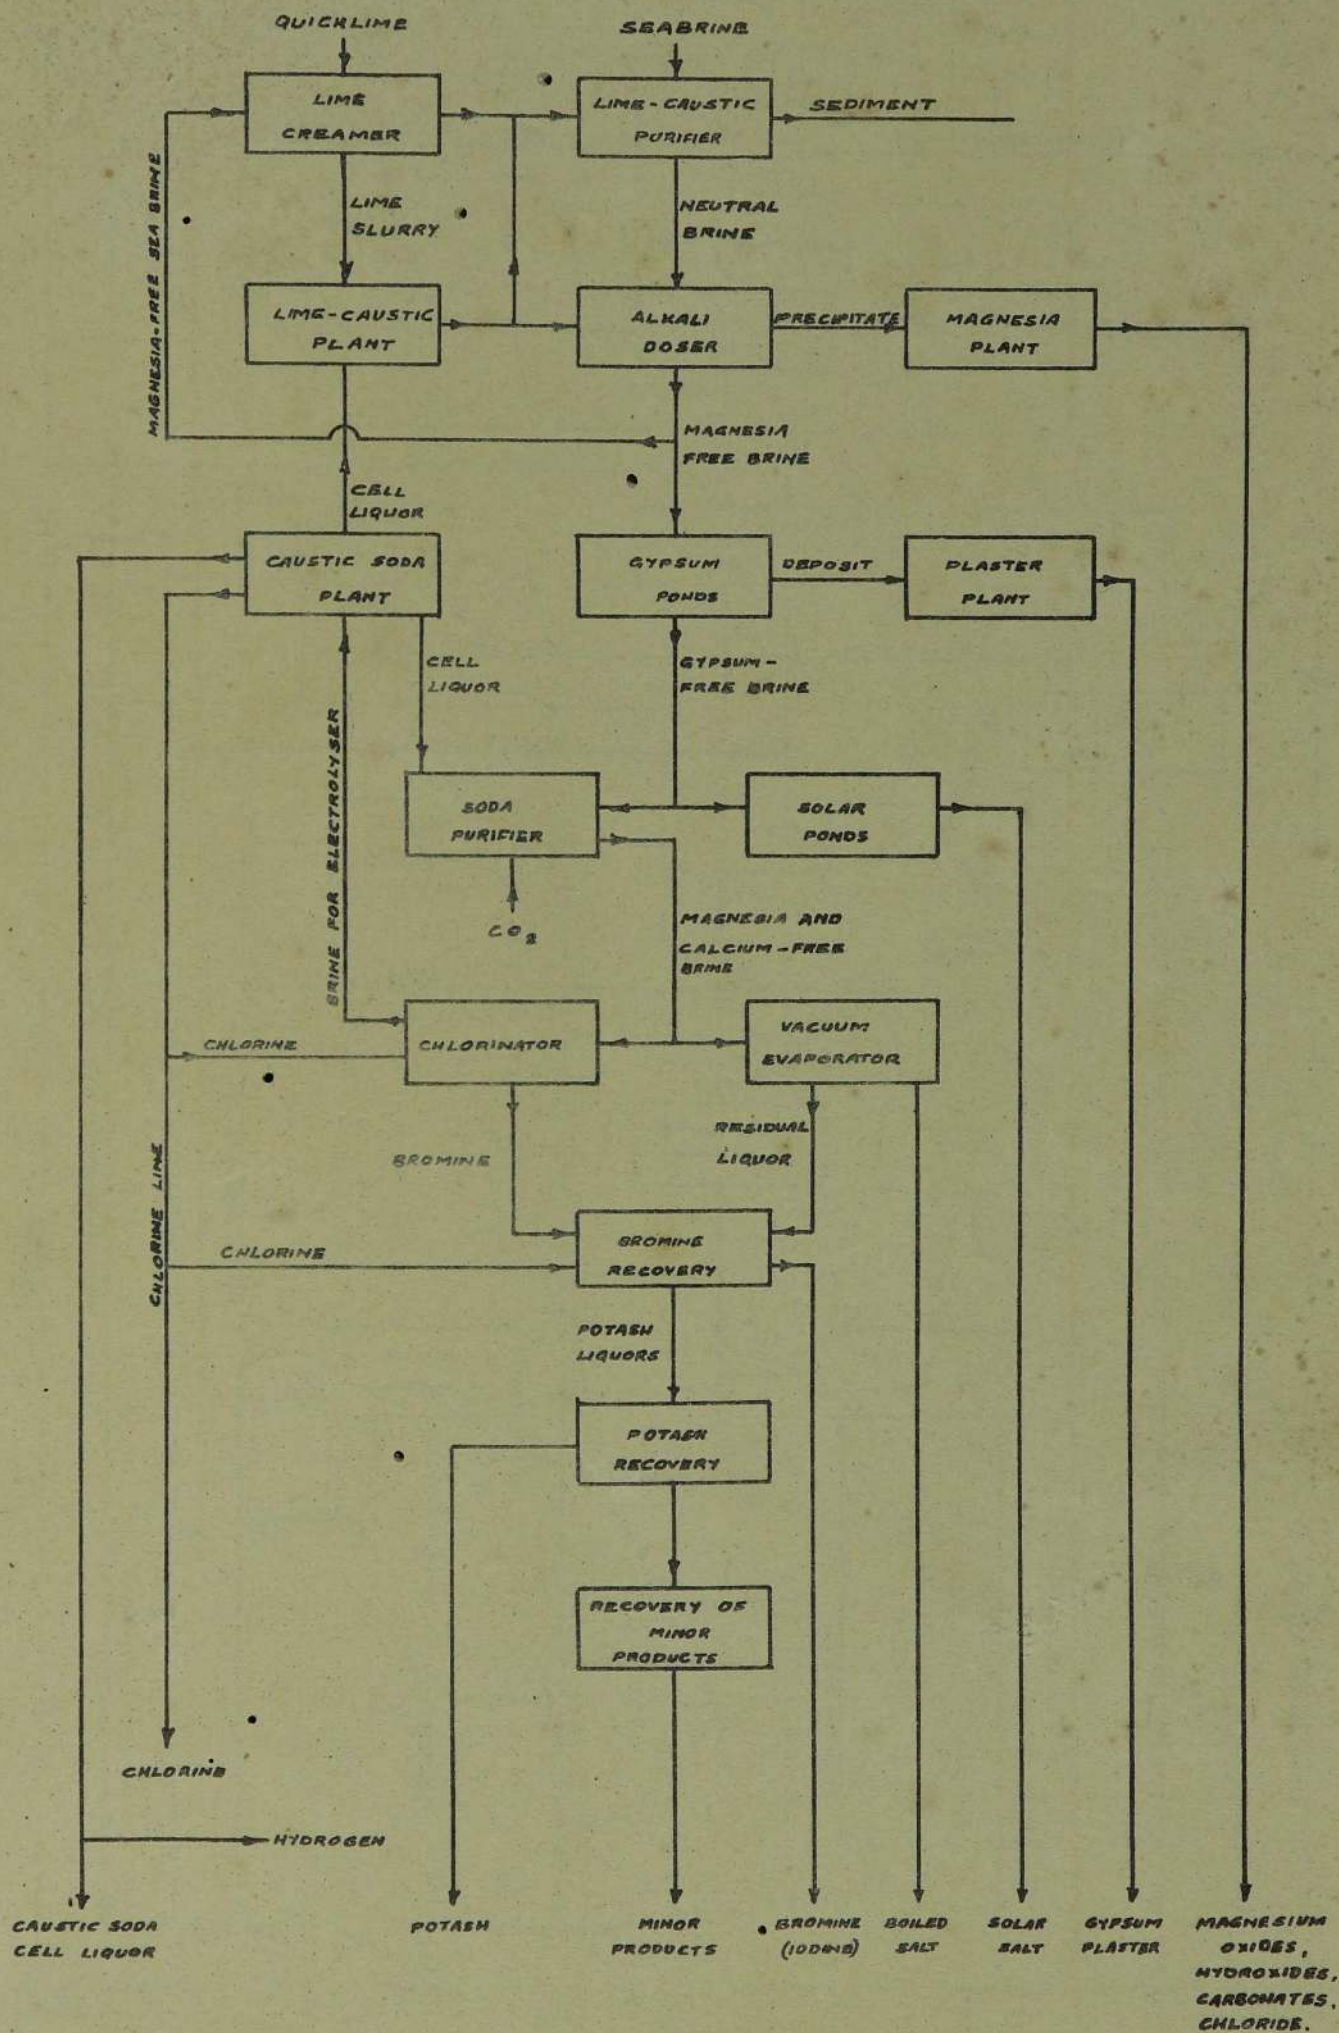 QUICKLIME
SEABRINE
LIME
CREAMER
LIME-CAUSTIC
PURIFIER
SEDIMENT
MAGNESIA-FREE SEA BRINE
LIME
SLURRY
NEUTRAL
BRINE
LIME-CAUSTIC
PLANT
ALKALI
DOSER
PRECIPITATE
MAGNESIA
PLANT
MAGNESIA
FREE BRINE
CELL
LIQUOR
CAUSTIC SODA
PLANT
GYPSUM
PONDS
DEPOSIT
PLASTER
PLANT
CELL
LIQUOR
GYPSUM-
FREE BRINE
BRINE FOR ELECTROLYSER
SODA
PURIFIER
SOLAR
PONDS
CO2
MAGNESIA AND
CALCIUM-FREE
BRINE
CHLORINE
CHLORINATOR
VACUUM
EVAPORATOR
BROMINE
RESIDUAL
LIQUOR
CHLORINE LINE
CHLORINE
BROMINE
RECOVERY
POTASH
LIQUORS
POTASH
RECOVERY
RECOVERY OF
MINOR
PRODUCTS
CHLORINE
HYDROGEN
CAUSTIC SODA
CELL LIQUOR
POTASH
MINOR
PRODUCTS
BROMINE
(IODINE)
BOILED
SALT
SOLAR
SALT
GYPSUM
PLASTER
MAGNESIUM
OXIDES,
HYDROXIDES,
CARBONATES,
CHLORIDE.